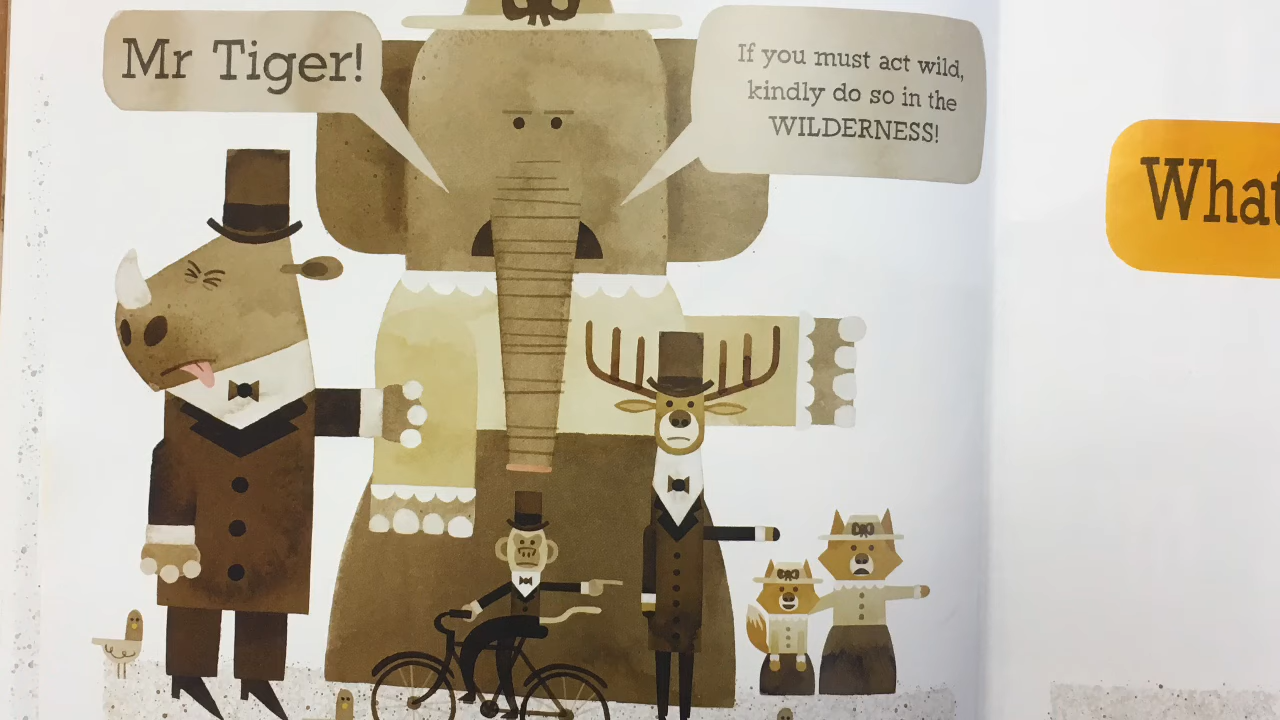 Mr Tiger!
If you must act wild,
kindly do so in the
WILDERNESS!
What